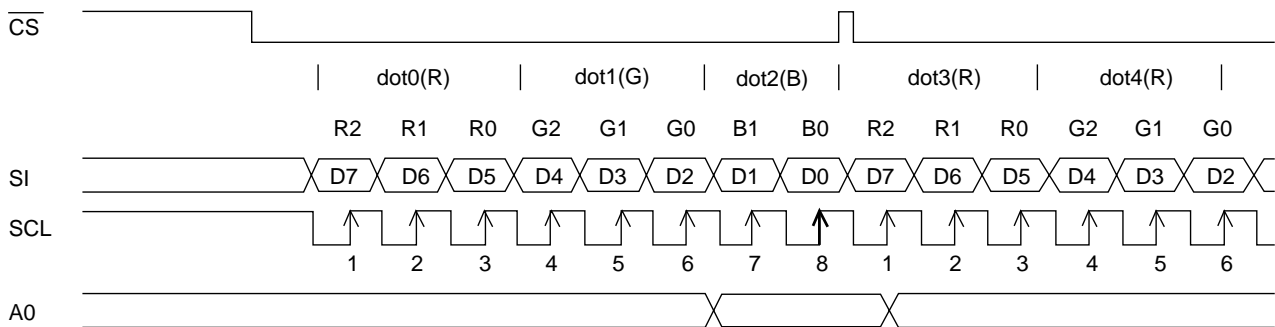 CS
dot0(R) dot1(G) dot2(B) dot3(R) dot4(R)
R2 R1 R0 G2 G1 G0 B1 B0 R2 R1 R0 G2 G1 G0
SI D7 D6 D5 D4 D3 D2 D1 D0 D7 D6 D5 D4 D3 D2
SCL
1 2 3 4 5 6 7 8 1 2 3 4 5 6
A0